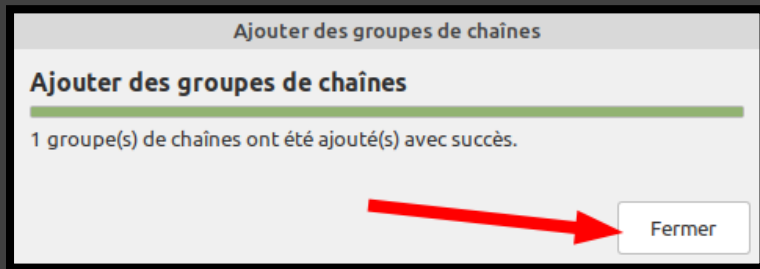 Ajouter des groupes de chaînes
Ajouter des groupes de chaînes
1 groupe(s) de chaînes ont été ajouté(s) avec succès.
Fermer